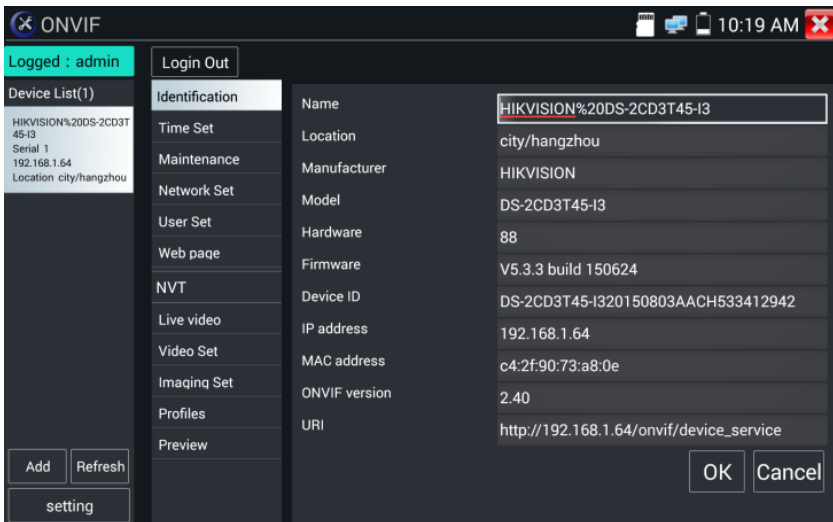 ONVIF
10:19 AM
Logged : admin
Login Out
Device List(1)
HIKVISION%20DS-2CD3T
45-I3
Serial 1
192.168.1.64
Location city/hangzhou
Add
Refresh
setting
Identification
Time Set
Maintenance
Network Set
User Set
Web page
NVT
Live video
Video Set
Imaging Set
Profiles
Preview
Name HIKVISION%20DS-2CD3T45-I3
Location city/hangzhou
Manufacturer HIKVISION
Model DS-2CD3T45-I3
Hardware 88
Firmware V5.3.3 build 150624
Device ID DS-2CD3T45-I320150803AACH533412942
IP address 192.168.1.64
MAC address c4:2f:90:73:a8:0e
ONVIF version 2.40
URI http://192.168.1.64/onvif/device_service
OK
Cancel